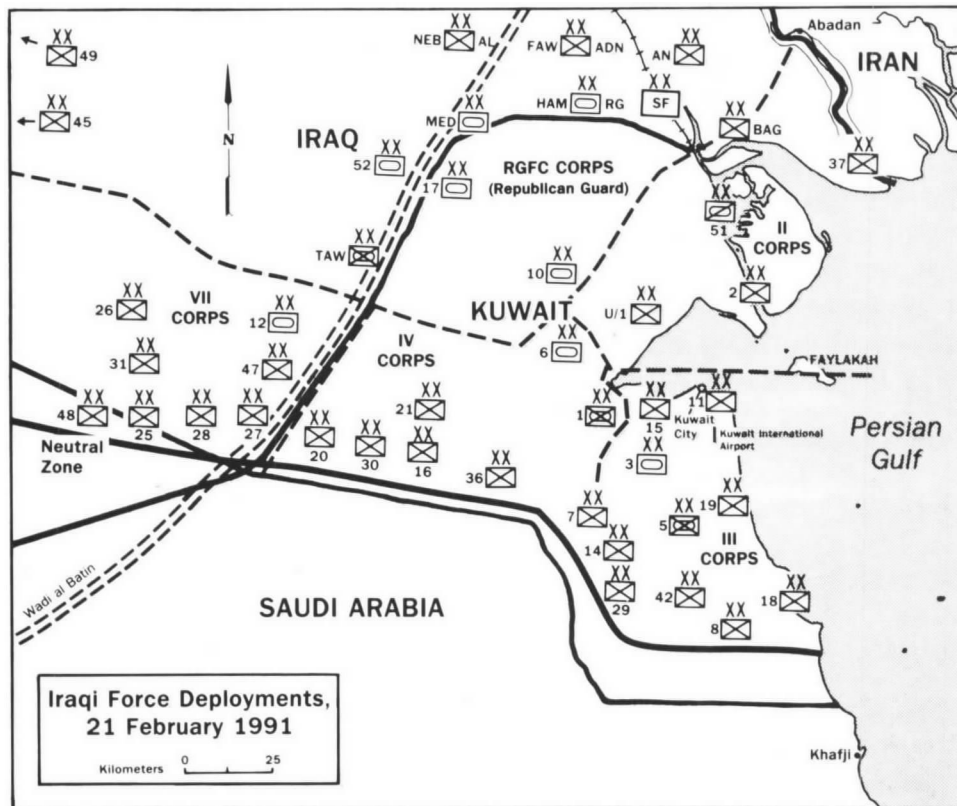 XX
49
XX
NEB AL
XX
FAW ADN
XX
AN
Abadan
IRAN
XX
45
N
IRAQ
XX
MED
XX
HAM RG
XX
SF
XX
BAG
XX
37
XX
52
XX
17
RGFC CORPS
(Republican Guard)
XX
51
II
CORPS
XX
TAW
XX
10
XX
2
KUWAIT
XX
26
VII
CORPS
XX
12
XX
U/1
IV
CORPS
XX
6
XX
31
XX
47
FAYLAKAH
XX
48
XX
25
XX
28
XX
27
XX
21
XX
1
XX
15
XX
11
Kuwait
City
Kuwait International
Airport
Persian
Gulf
Neutral
Zone
XX
20
XX
30
XX
16
XX
3
XX
36
XX
7
XX
5
XX
19
III
CORPS
XX
14
XX
29
XX
42
XX
18
XX
8
Wadi al Batin
SAUDI ARABIA
Iraqi Force Deployments,
21 February 1991
Kilometers 0 25
Khafji